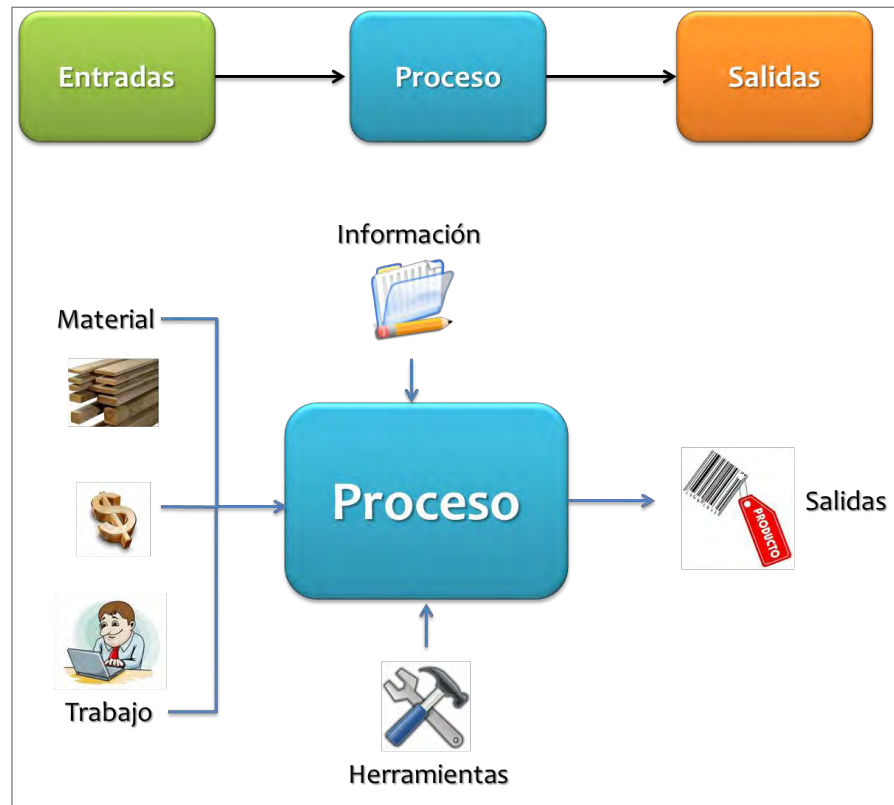 Entradas
Proceso
Salidas
Información
Material
Proceso
PRODUCTO
Salidas
Trabajo
Herramientas